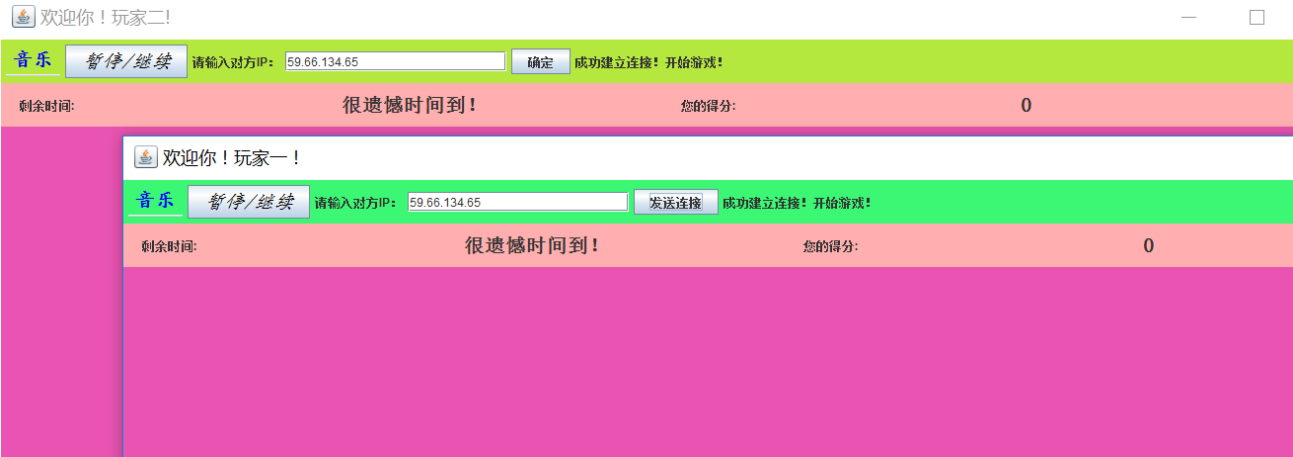 欢迎你！玩家二!
音乐 暂停/继续 请输入对方IP： 59.66.134.65 确定 成功建立连接！开始游戏！
剩余时间: 很遗憾时间到！ 您的得分: 0
欢迎你！玩家一！
音乐 暂停/继续 请输入对方IP： 59.66.134.65 发送连接 成功建立连接！开始游戏！
剩余时间: 很遗憾时间到！ 您的得分: 0